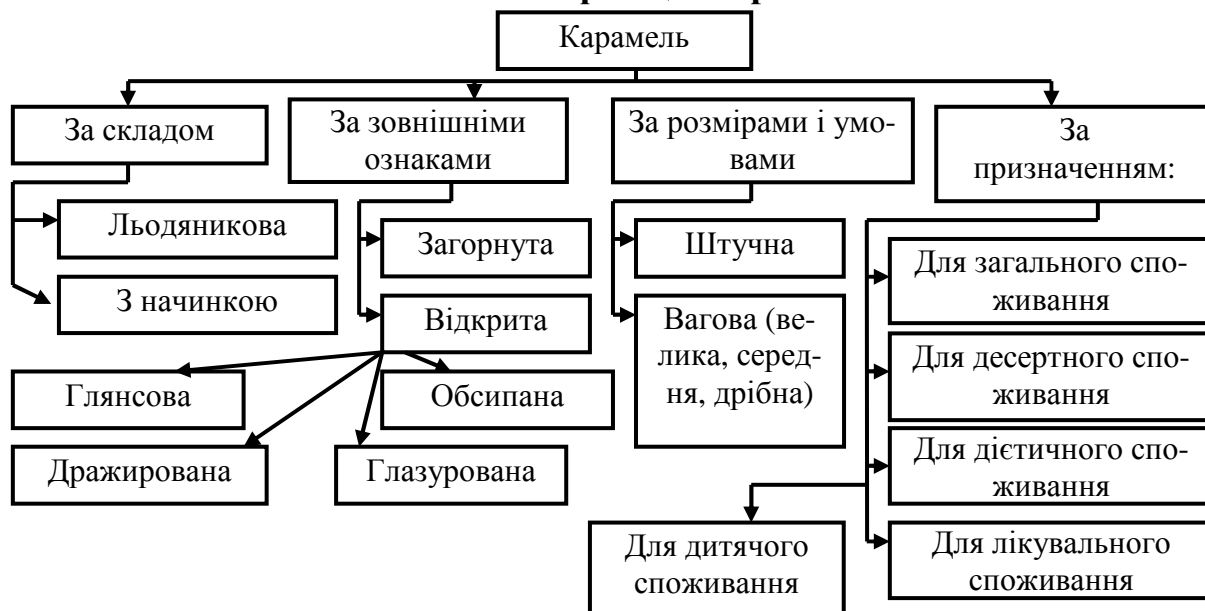 Карамель
За складом
За зовнішніми
ознаками
За розмірами і умо-
вами
За
призначенням:
Льодяникова
З начинкою
Загорнута
Відкрита
Глянсова
Обсипана
Дражирована
Глазурована
Штучна
Вагова (ве-
лика, серед-
ня, дрібна)
Для загального спо-
живання
Для десертного спо-
живання
Для дієтичного спо-
живання
Для лікувального
споживання
Для дитячого
споживання